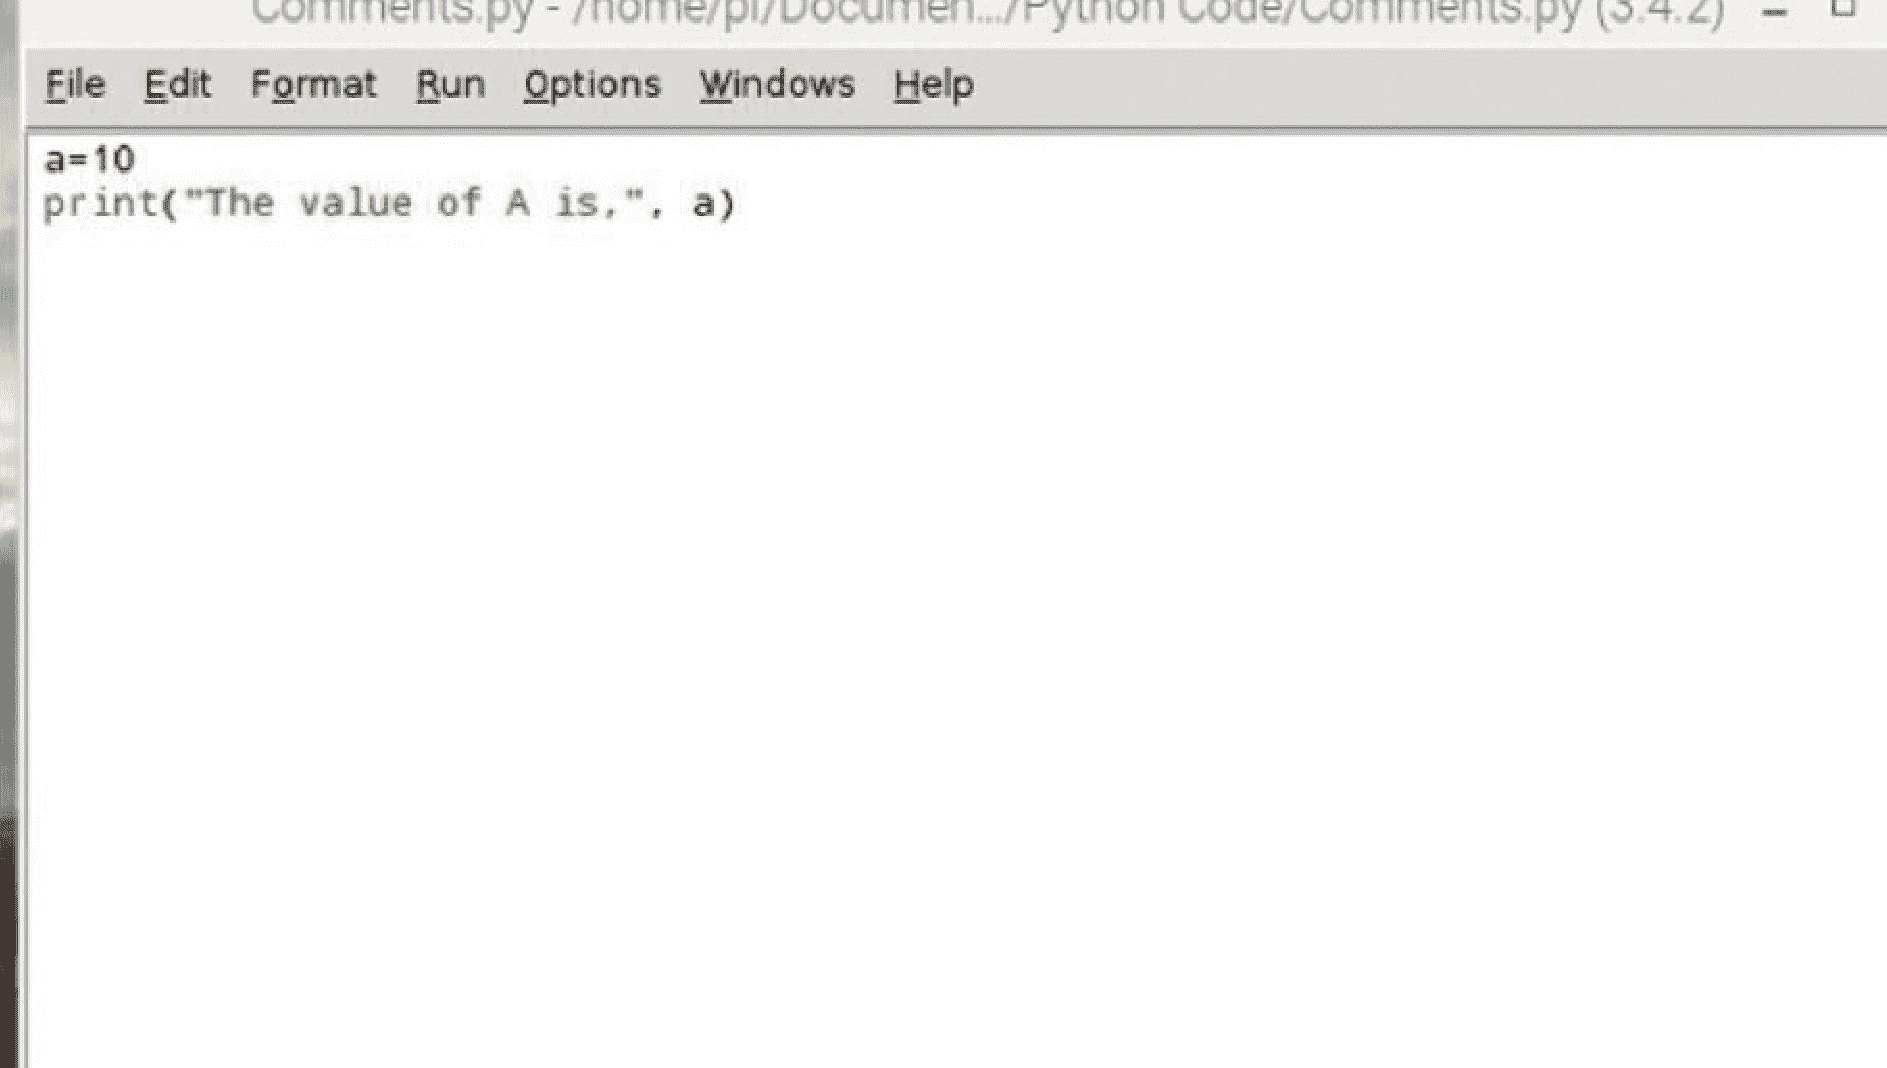 Comments.py - /home/pi/Documen.../Python Code/Comments.py (3.4.2)
File Edit Format Run Options Windows Help
a=10
print("The value of A is,", a)